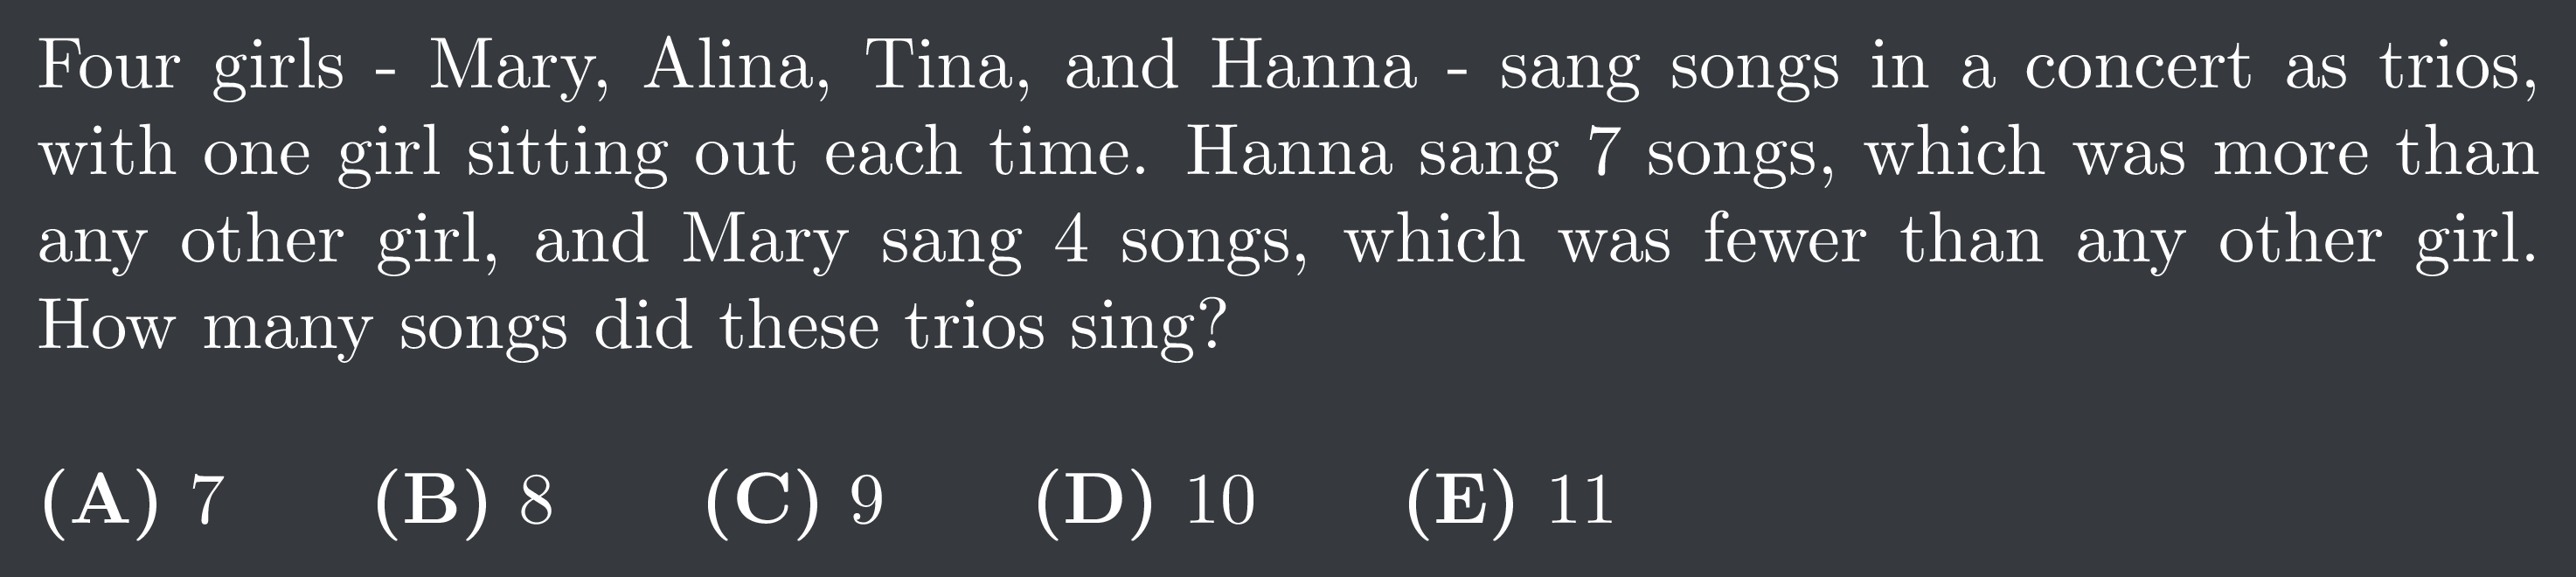 Four girls - Mary, Alina, Tina, and Hanna - sang songs in a concert as trios,
with one girl sitting out each time. Hanna sang 7 songs, which was more than
any other girl, and Mary sang 4 songs, which was fewer than any other girl.
How many songs did these trios sing?
(A) 7 (B) 8 (C) 9 (D) 10 (E) 11